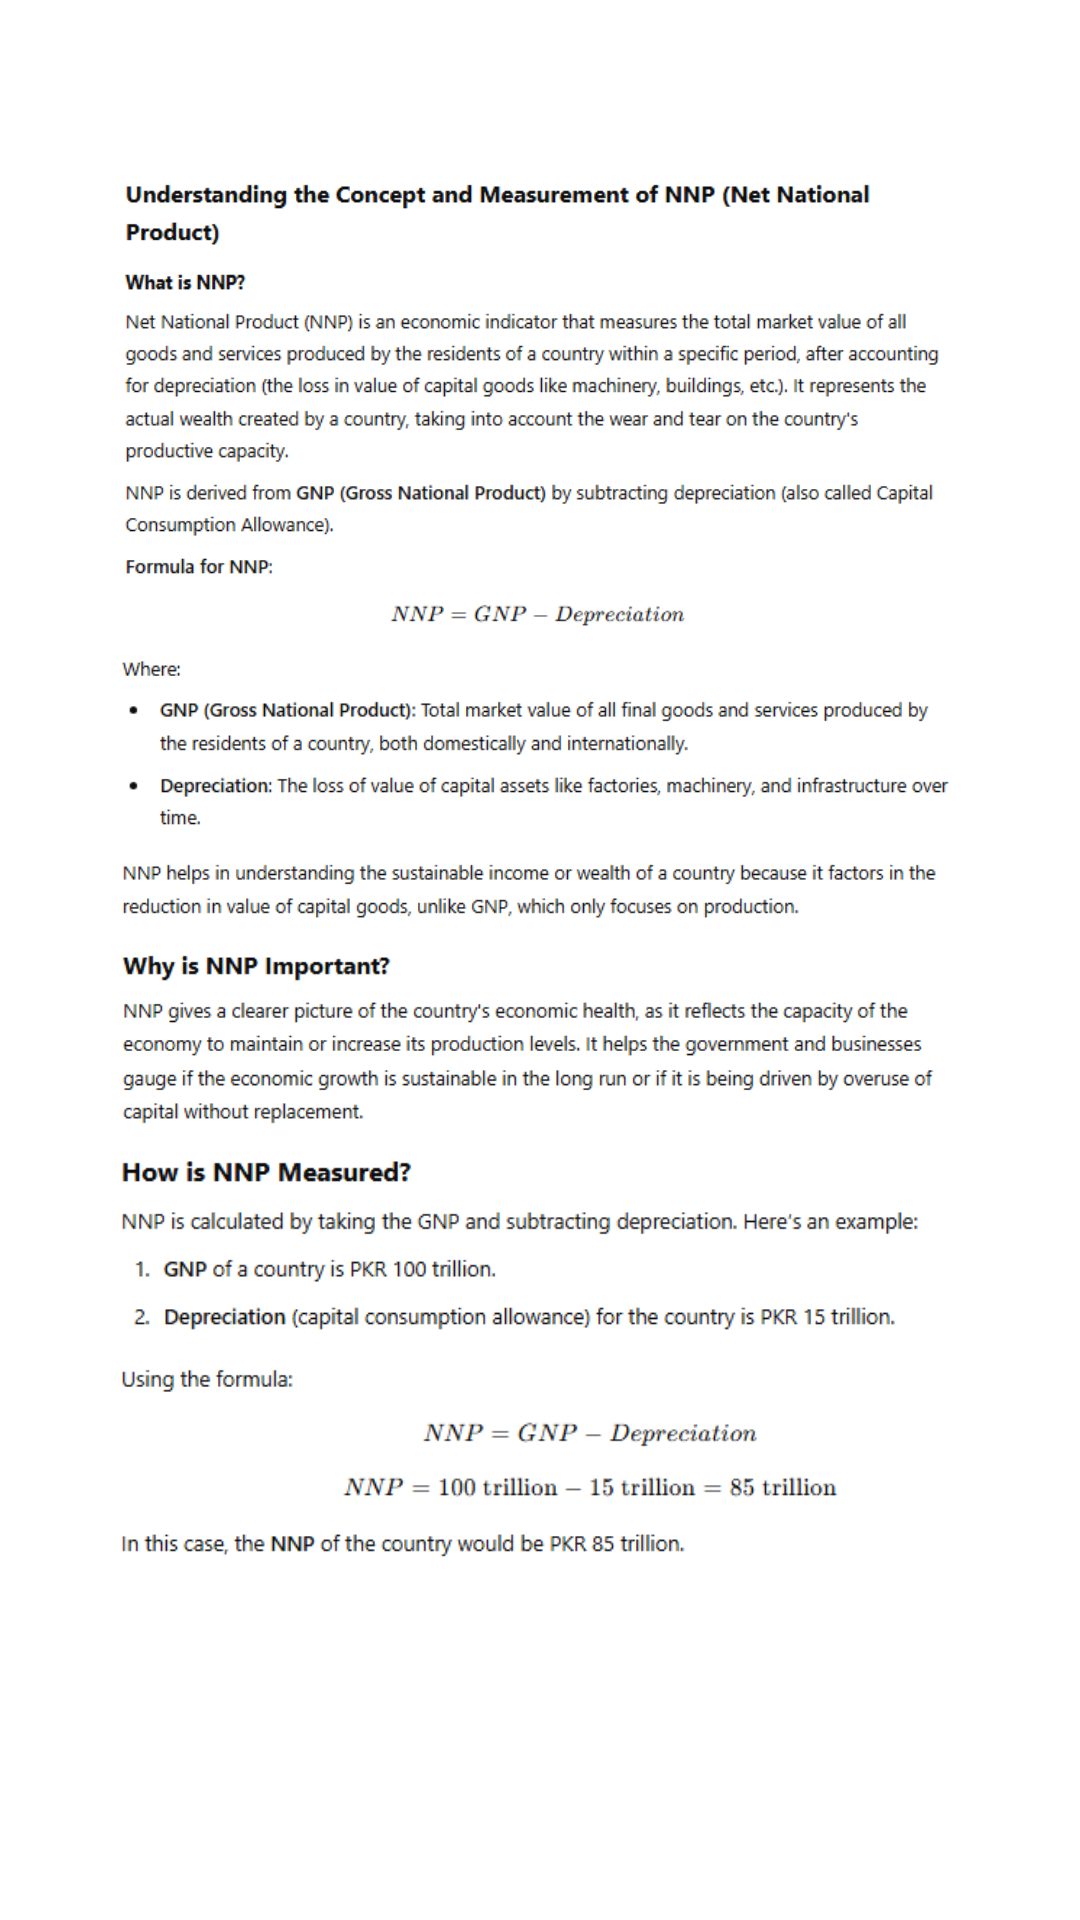 Understanding the Concept and Measurement of NNP (Net National
Product)
What is NNP?
Net National Product (NNP) is an economic indicator that measures the total market value of all
goods and services produced by the residents of a country within a specific period, after accounting
for depreciation (the loss in value of capital goods like machinery, buildings, etc.). It represents the
actual wealth created by a country, taking into account the wear and tear on the country's
productive capacity.
NNP is derived from GNP (Gross National Product) by subtracting depreciation (also called Capital
Consumption Allowance).
Formula for NNP:
NNP = GNP − Depreciation
Where:
• GNP (Gross National Product): Total market value of all final goods and services produced by
the residents of a country, both domestically and internationally.
• Depreciation: The loss of value of capital assets like factories, machinery, and infrastructure over
time.
NNP helps in understanding the sustainable income or wealth of a country because it factors in the
reduction in value of capital goods, unlike GNP, which only focuses on production.
Why is NNP Important?
NNP gives a clearer picture of the country's economic health, as it reflects the capacity of the
economy to maintain or increase its production levels. It helps the government and businesses
gauge if the economic growth is sustainable in the long run or if it is being driven by overuse of
capital without replacement.
How is NNP Measured?
NNP is calculated by taking the GNP and subtracting depreciation. Here's an example:
1. GNP of a country is PKR 100 trillion.
2. Depreciation (capital consumption allowance) for the country is PKR 15 trillion.
Using the formula:
NNP = GNP − Depreciation
NNP = 100 trillion − 15 trillion = 85 trillion
In this case, the NNP of the country would be PKR 85 trillion.